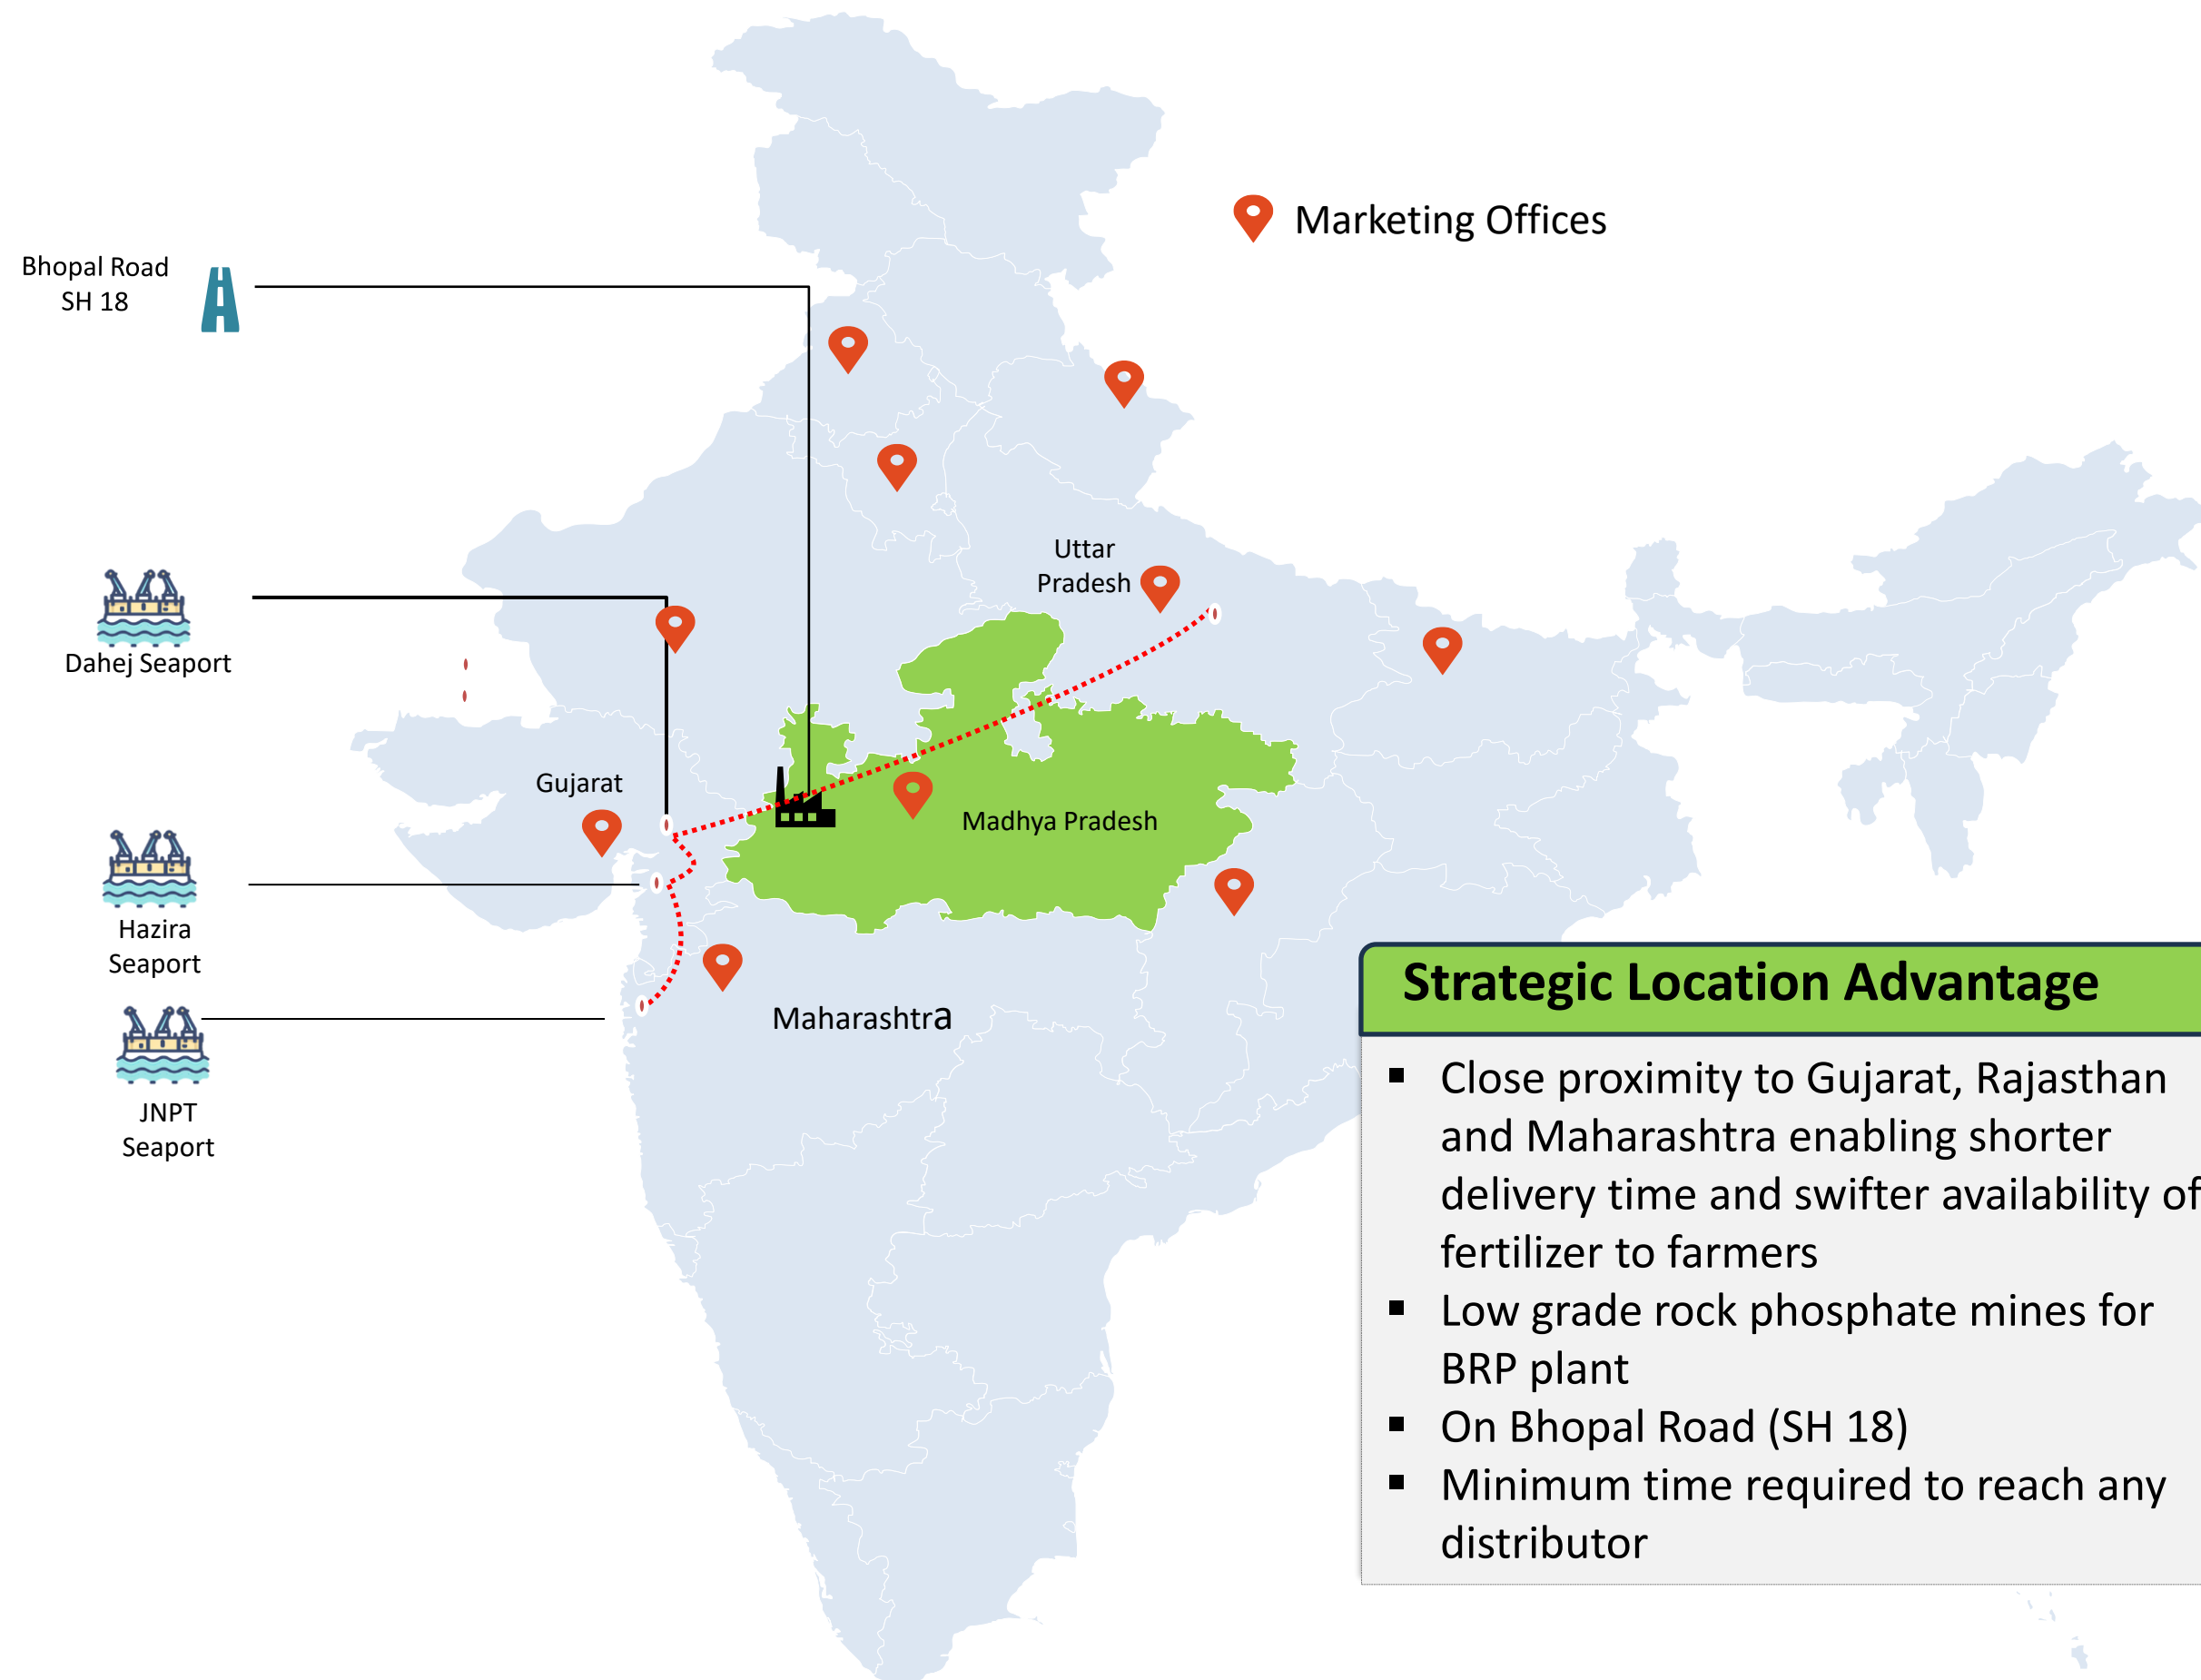 Marketing Offices
Bhopal Road
SH 18
Uttar
Pradesh
Dahej Seaport
Gujarat
Madhya Pradesh
Hazira
Seaport
Maharashtra
JNPT
Seaport
Strategic Location Advantage
▪ Close proximity to Gujarat, Rajasthan
and Maharashtra enabling shorter
delivery time and swifter availability of
fertilizer to farmers
▪ Low grade rock phosphate mines for
BRP plant
▪ On Bhopal Road (SH 18)
▪ Minimum time required to reach any
distributor